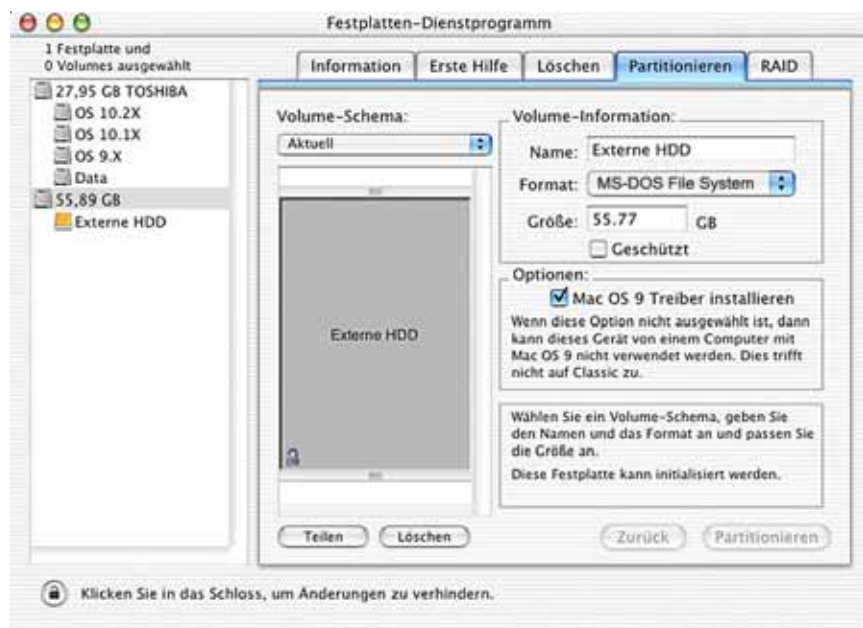 Festplatten-Dienstprogramm
1 Festplatte und
0 Volumes ausgewählt
27,95 GB TOSHIBA
OS 10.2X
OS 10.1X
OS 9.X
Data
55,89 GB
Externe HDD
Information Erste Hilfe Löschen Partitionieren RAID
Volume-Schema:
Aktuell
Externe HDD
Teilen Löschen
Volume-Information:
Name: Externe HDD
Format: MS-DOS File System
Größe: 55.77 GB
Geschützt
Optionen:
Mac OS 9 Treiber installieren
Wenn diese Option nicht ausgewählt ist, dann
kann dieses Gerät von einem Computer mit
Mac OS 9 nicht verwendet werden. Dies trifft
nicht auf Classic zu.
Wählen Sie ein Volume-Schema, geben Sie
den Namen und das Format an und passen Sie
die Größe an.
Diese Festplatte kann initialisiert werden.
Zurück Partitionieren
Klicken Sie in das Schloss, um Änderungen zu verhindern.